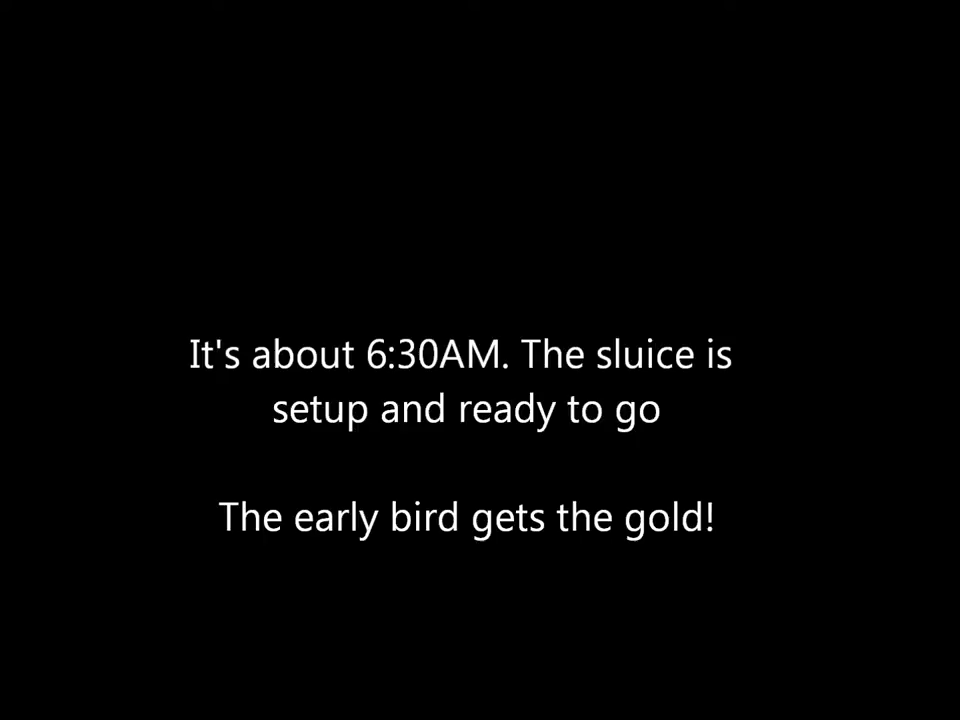 It's about 6:30AM. The sluice is
setup and ready to go
The early bird gets the gold!